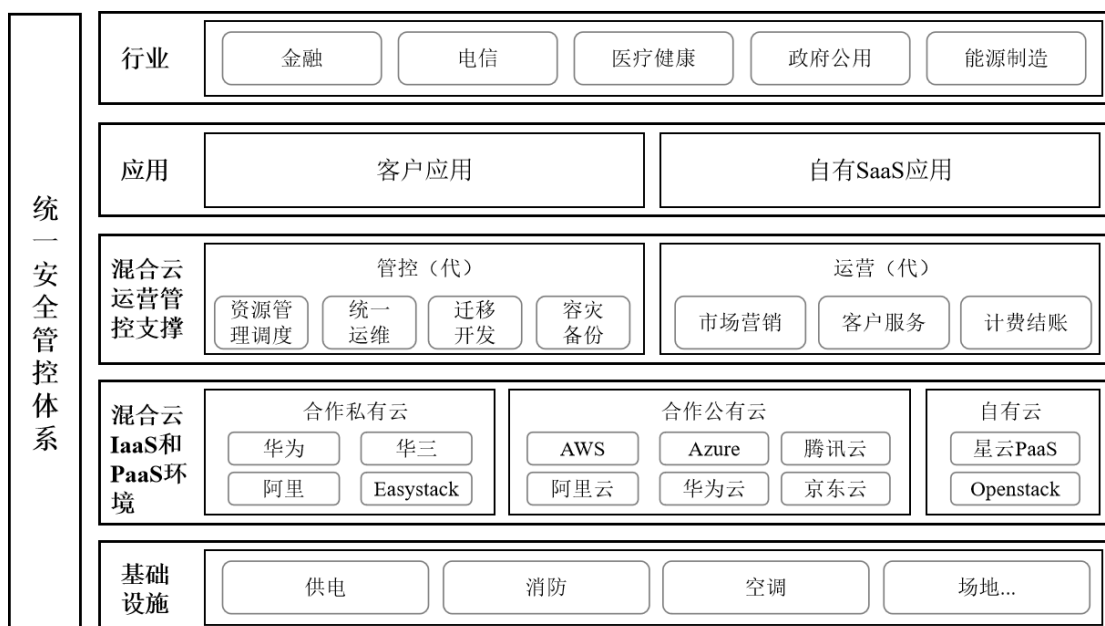 统一安全管控体系
行业
金融
电信
医疗健康
政府公用
能源制造
应用
客户应用
自有SaaS应用
混合云
运营管
控支撑
管控（代）
资源管
理调度
统一
运维
迁移
开发
容灾
备份
运营（代）
市场营销
客户服务
计费结账
混合云
IaaS和
PaaS环
境
合作私有云
华为
华三
阿里
Easystack
合作公有云
AWS
Azure
腾讯云
阿里云
华为云
京东云
自有云
星云PaaS
Openstack
基础
设施
供电
消防
空调
场地...